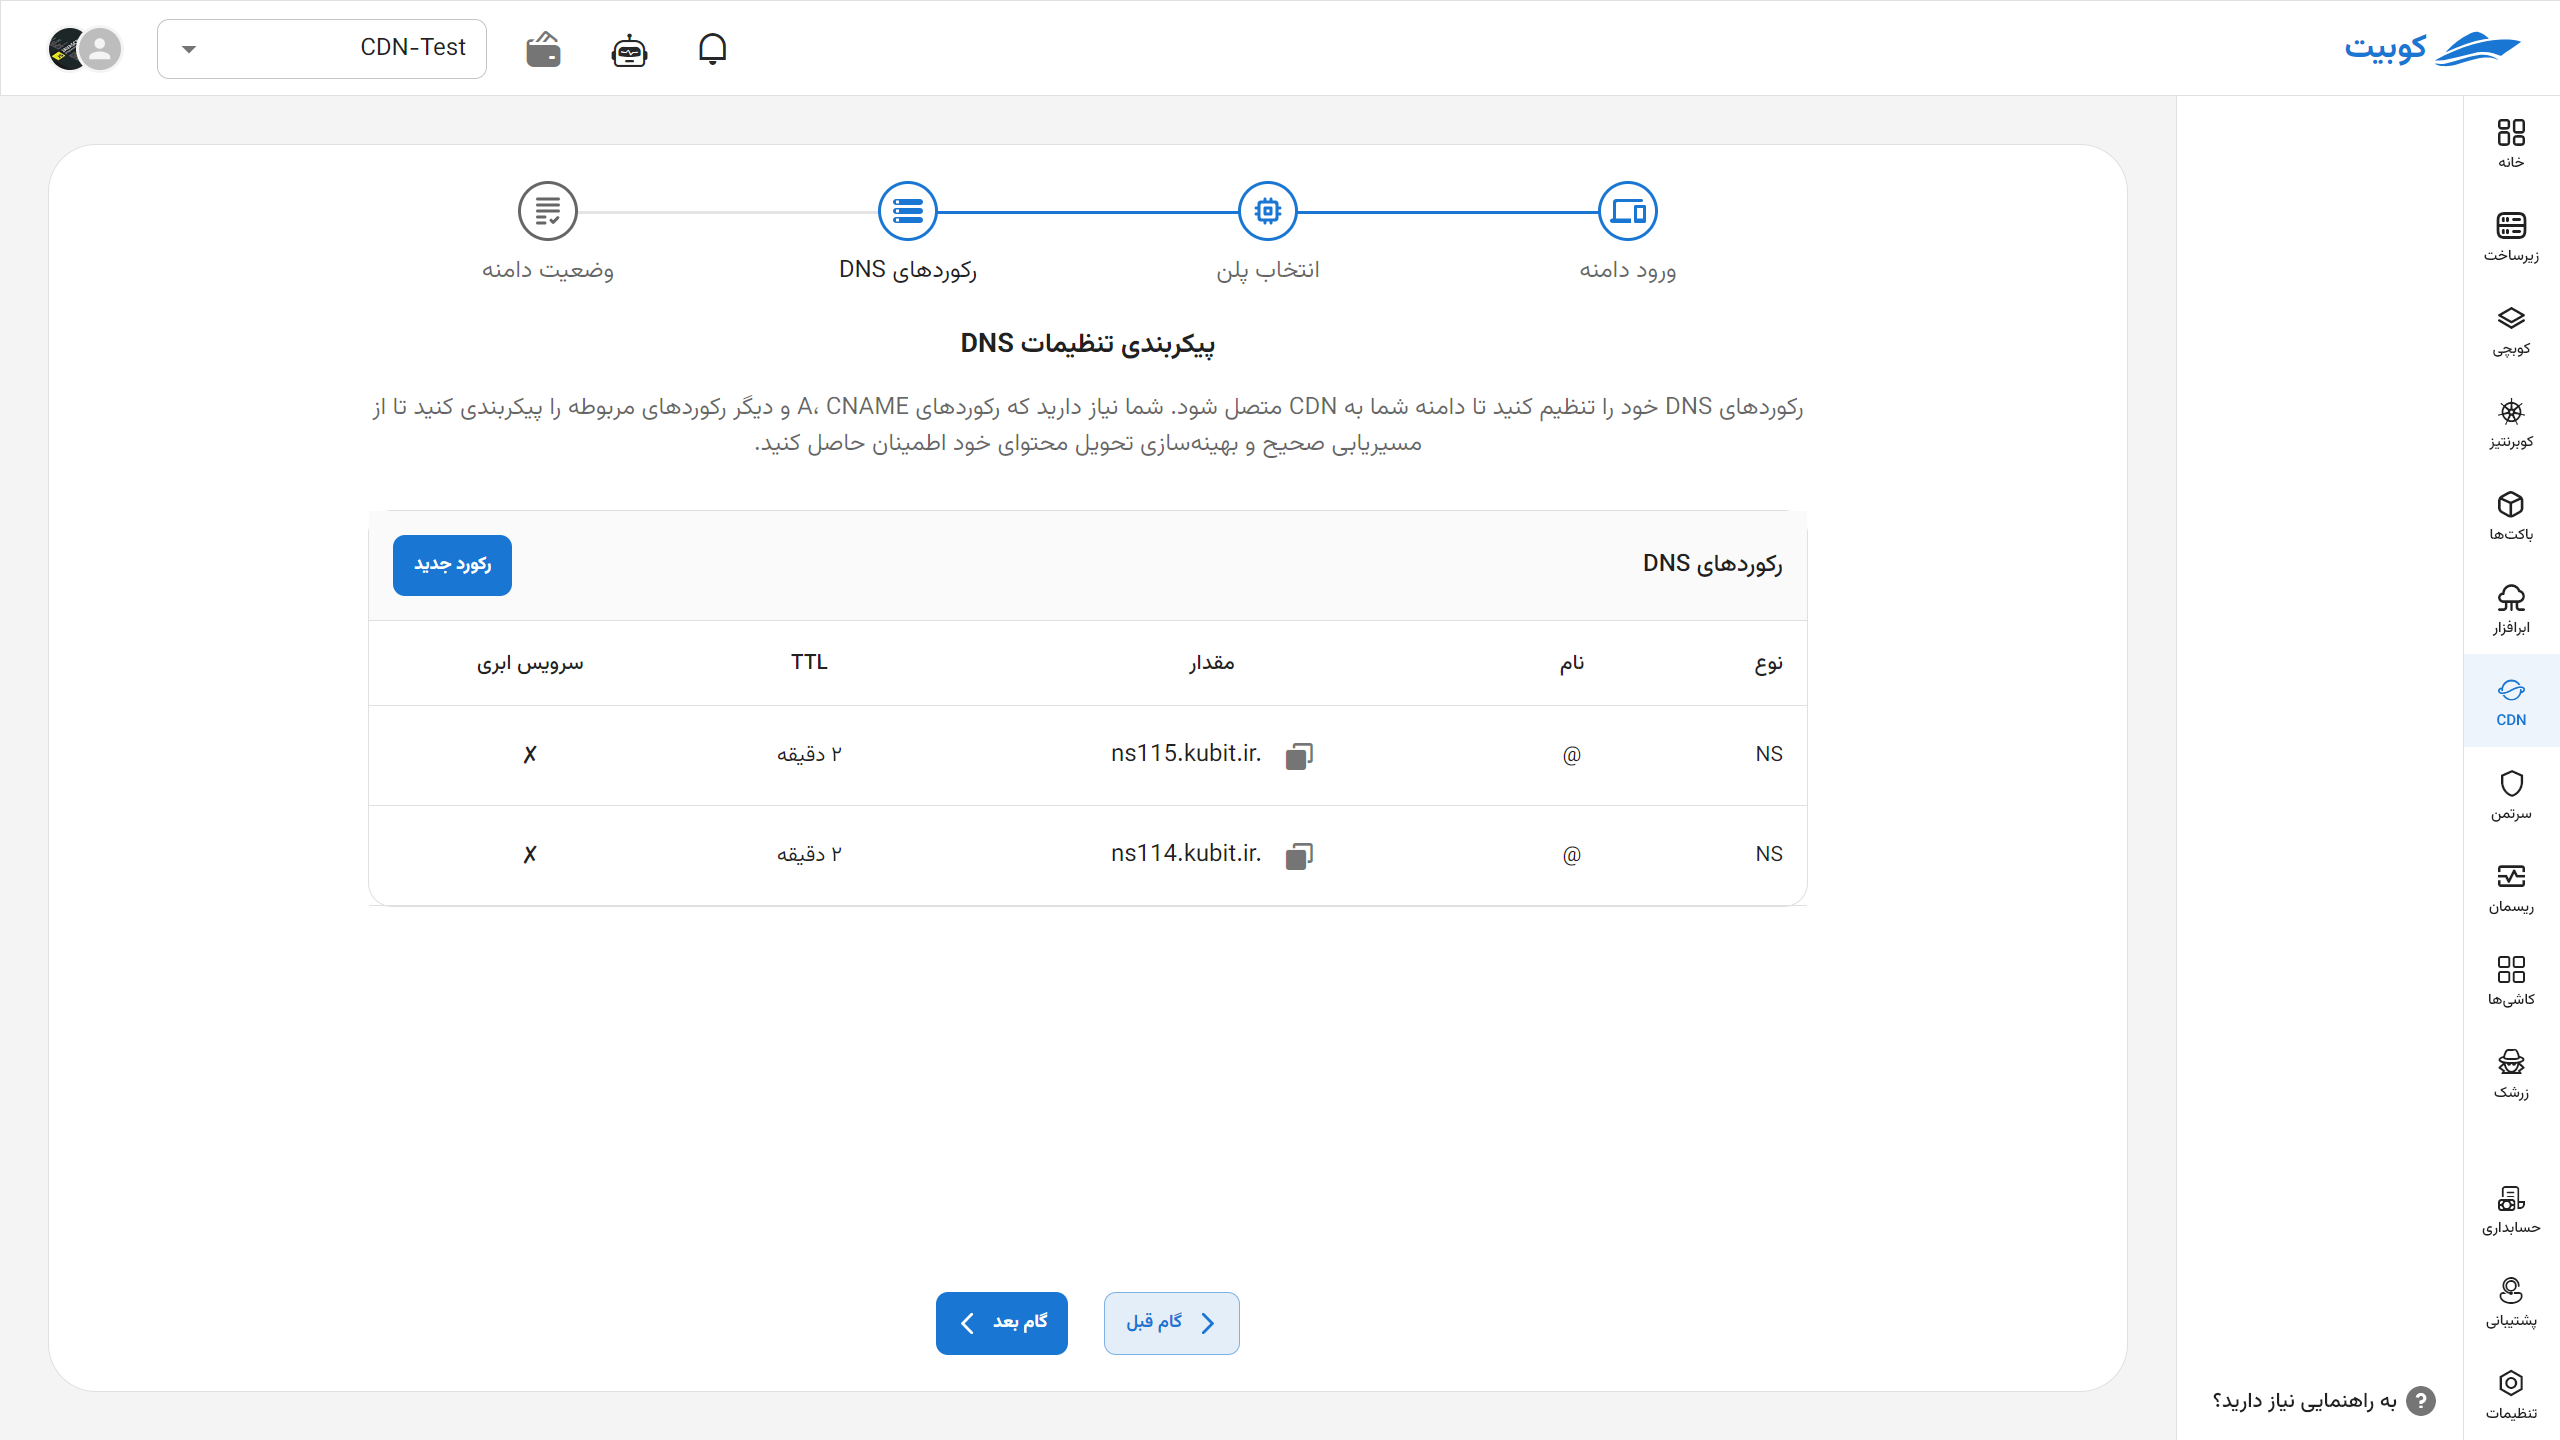 کوبیت
CDN-Test
خانه
زیرساخت
کوبچی
کوبرنتیز
باکت‌ها
ابرافزار
CDN
سرتمن
ریسمان
کاشی‌ها
زرشک
حسابداری
پشتیبانی
تنظیمات
به راهنمایی نیاز دارید؟
ورود دامنه
انتخاب پلن
رکوردهای DNS
وضعیت دامنه
پیکربندی تنظیمات DNS
رکوردهای DNS خود را تنظیم کنید تا دامنه شما به CDN متصل شود. شما نیاز دارید که رکوردهای A، CNAME و دیگر رکوردهای مربوطه را پیکربندی کنید تا از
مسیریابی صحیح و بهینه‌سازی تحویل محتوای خود اطمینان حاصل کنید.
رکوردهای DNS
رکورد جدید
نوع نام مقدار TTL سرویس ابری
NS @ ns115.kubit.ir. ۲ دقیقه ✗
NS @ ns114.kubit.ir. ۲ دقیقه ✗
گام قبل
گام بعد